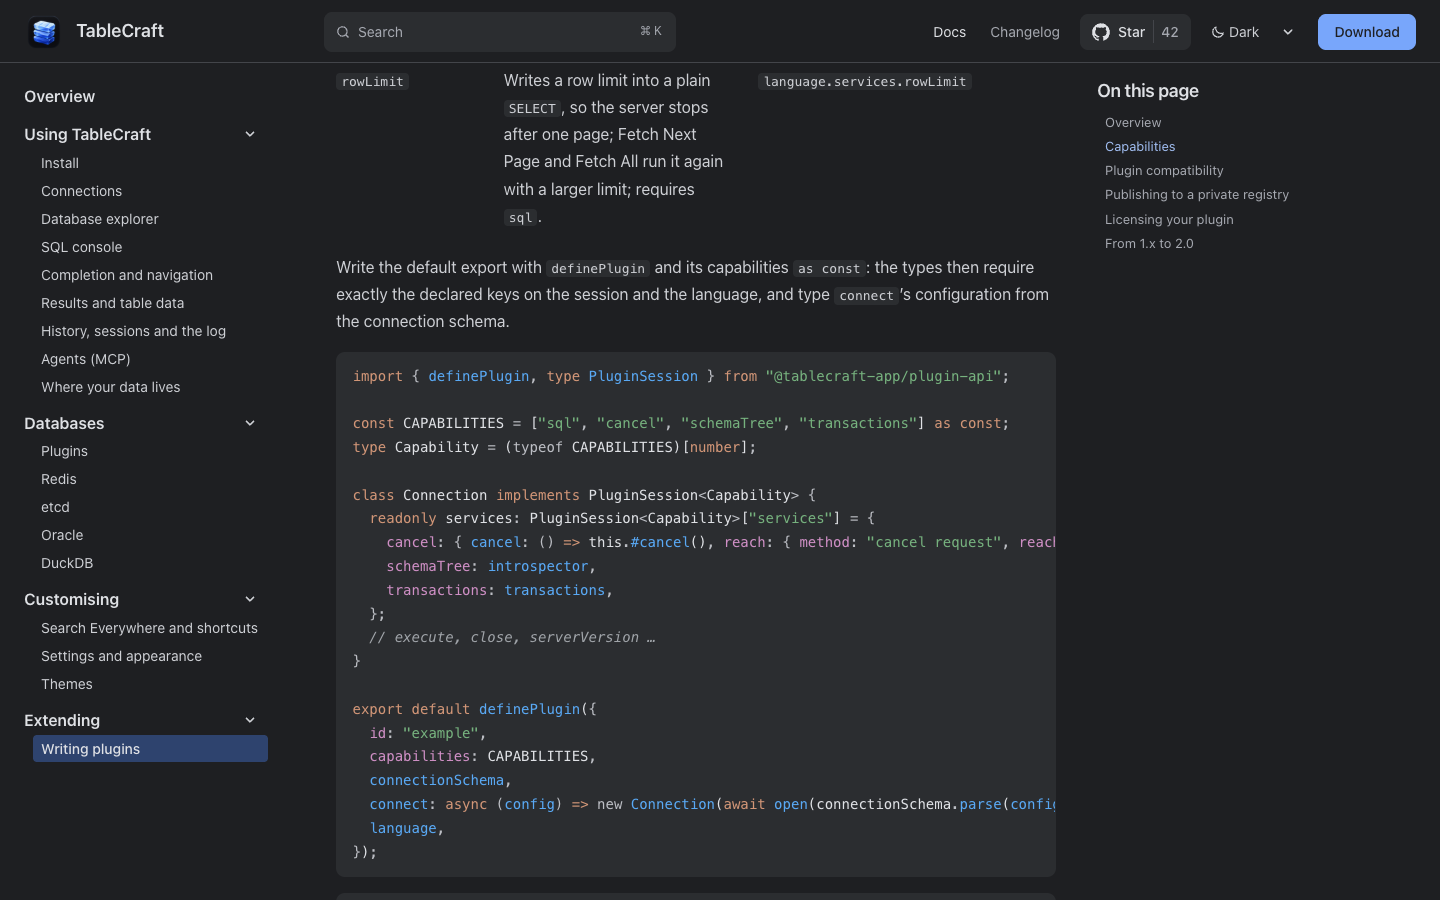 TableCraft
Search
⌘ K
Docs
Changelog
Star
42
Dark
Download
Overview
Using TableCraft
Install
Connections
Database explorer
SQL console
Completion and navigation
Results and table data
History, sessions and the log
Agents (MCP)
Where your data lives
Databases
Plugins
Redis
etcd
Oracle
DuckDB
Customising
Search Everywhere and shortcuts
Settings and appearance
Themes
Extending
Writing plugins
rowLimit
Writes a row limit into a plain
SELECT, so the server stops
after one page; Fetch Next
Page and Fetch All run it again
with a larger limit; requires
sql.
language.services.rowLimit
Write the default export with definePlugin and its capabilities as const: the types then require
exactly the declared keys on the session and the language, and type connect's configuration from
the connection schema.
import { definePlugin, type PluginSession } from "@tablecraft-app/plugin-api";
const CAPABILITIES = ["sql", "cancel", "schemaTree", "transactions"] as const;
type Capability = (typeof CAPABILITIES)[number];
class Connection implements PluginSession<Capability> {
readonly services: PluginSession<Capability>["services"] = {
cancel: { cancel: () => this.#cancel(), reach: { method: "cancel request", reach
schemaTree: introspector,
transactions: transactions,
};
// execute, close, serverVersion …
}
export default definePlugin({
id: "example",
capabilities: CAPABILITIES,
connectionSchema,
connect: async (config) => new Connection(await open(connectionSchema.parse(config
language,
});
On this page
Overview
Capabilities
Plugin compatibility
Publishing to a private registry
Licensing your plugin
From 1.x to 2.0